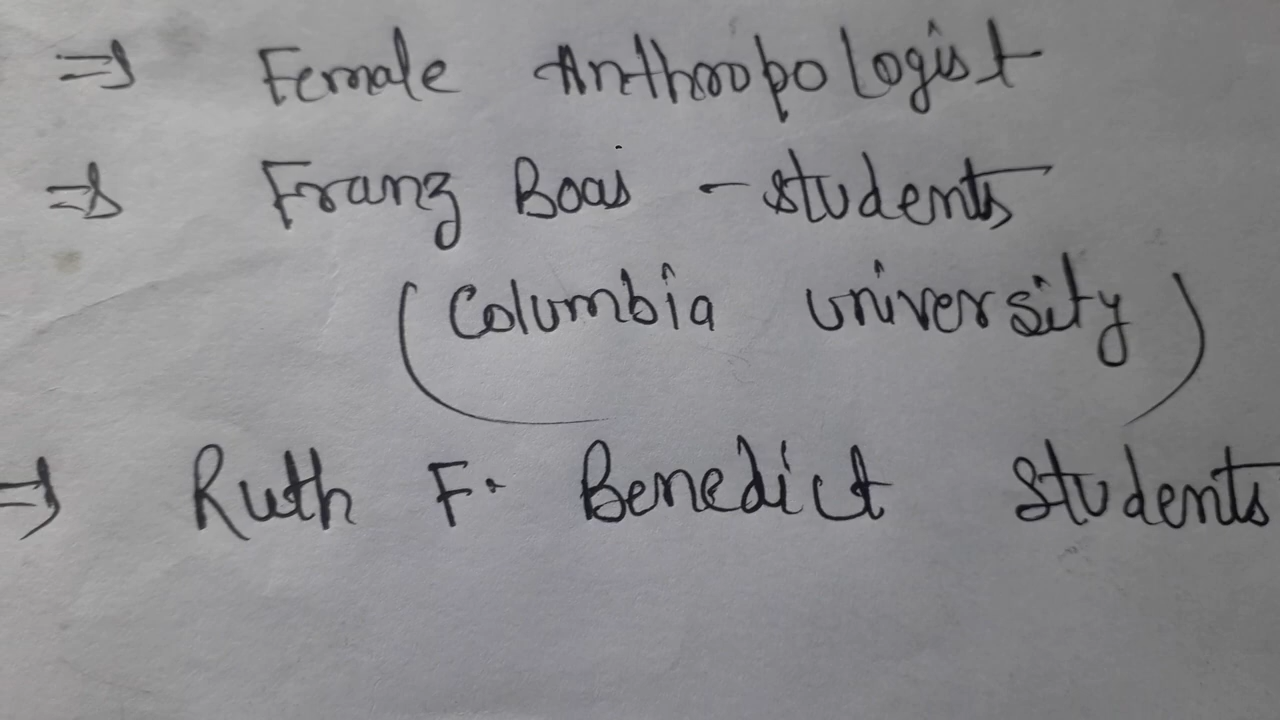 ⇒ Female Anthropologist
⇒ Franz Boas - students
(Columbia university)
⇒ Ruth F. Benedict students